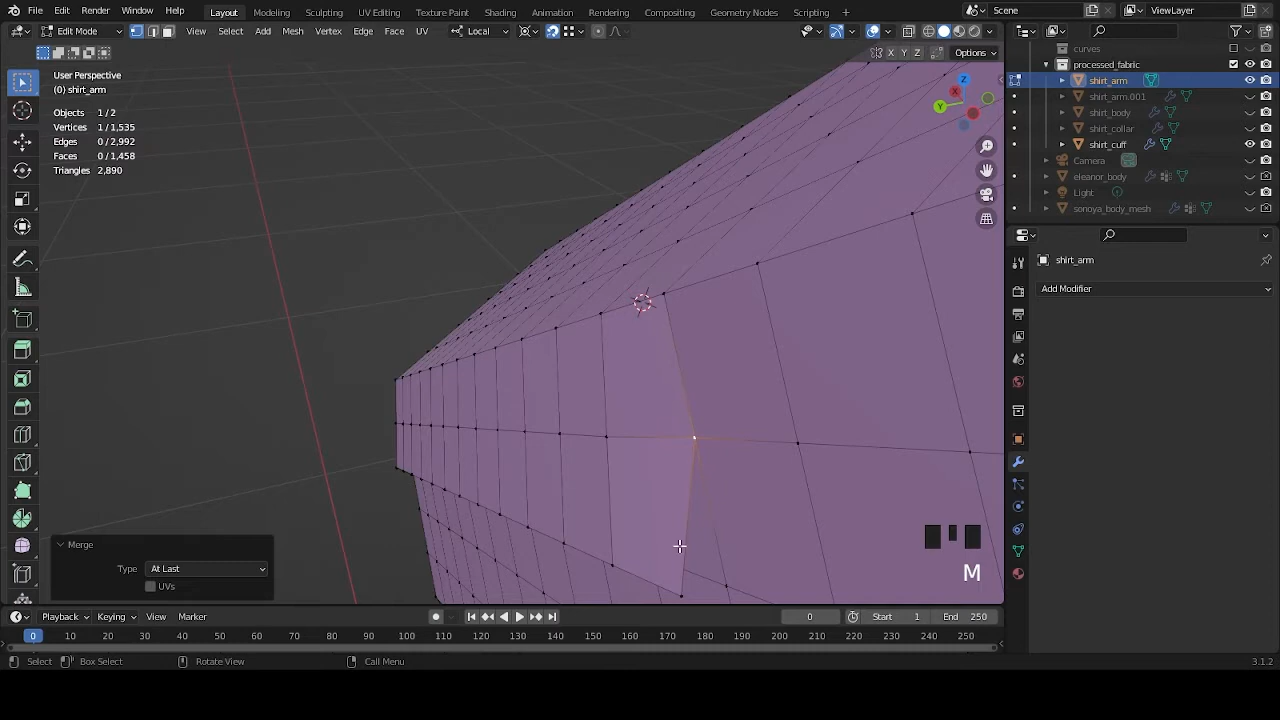 File Edit Render Window Help Layout Modeling Sculpting UV Editing Texture Paint Shading Animation Rendering Compositing Geometry Nodes Scripting + Scene ViewLayer
Edit Mode View Select Add Mesh Vertex Edge Face UV Local
X Y Z Options
User Perspective
(0) shirt_arm
Objects 1 / 2
Vertices 1 / 1,535
Edges 0 / 2,992
Faces 0 / 1,458
Triangles 2,890
Z
X
Y
curves
processed_fabric
shirt_arm
shirt_arm.001
shirt_body
shirt_collar
shirt_cuff
Camera
eleanor_body
Light
sonoya_body_mesh
shirt_arm
Add Modifier
Merge
Type At Last
UVs
M
Playback Keying View Marker 0 Start 1 End 250
0 10 20 30 40 50 60 70 80 90 100 110 120 130 140 150 160 170 180 190 200 210 220 230 240 250
Select Box Select Rotate View Call Menu 3.1.2